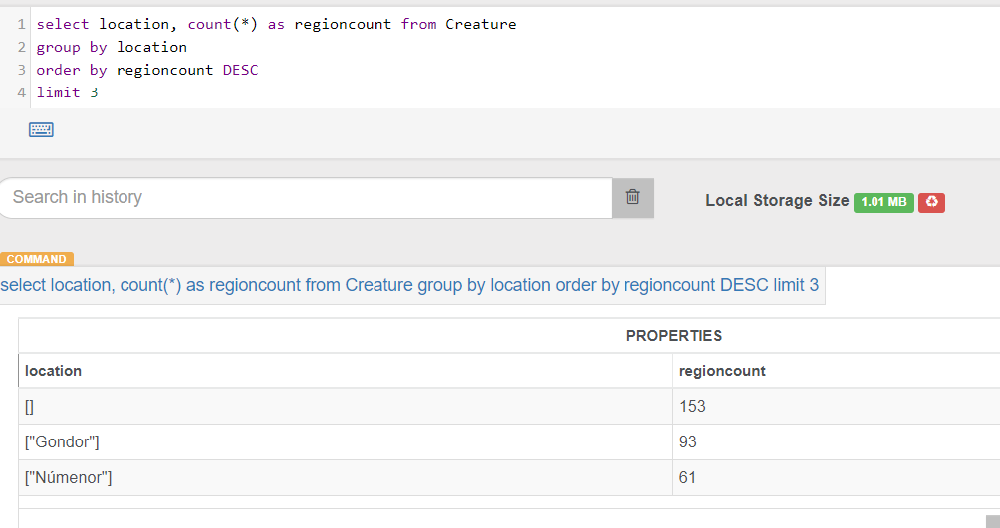 1 select location, count(*) as regioncount from Creature
2 group by location
3 order by regioncount DESC
4 limit 3
Search in history
Local Storage Size 1.01 MB
COMMAND
select location, count(*) as regioncount from Creature group by location order by regioncount DESC limit 3
PROPERTIES
location regioncount
[] 153
["Gondor"] 93
["Númenor"] 61